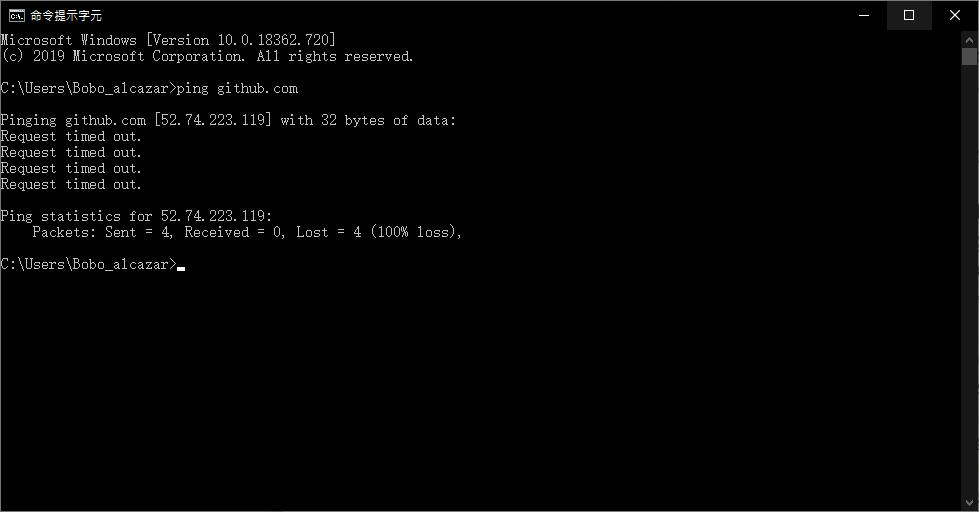 命令提示字元
Microsoft Windows [Version 10.0.18362.720]
(c) 2019 Microsoft Corporation. All rights reserved.
C:\Users\Bobo_alcazar>ping github.com
Pinging github.com [52.74.223.119] with 32 bytes of data:
Request timed out.
Request timed out.
Request timed out.
Request timed out.
Ping statistics for 52.74.223.119:
    Packets: Sent = 4, Received = 0, Lost = 4 (100% loss),
C:\Users\Bobo_alcazar>